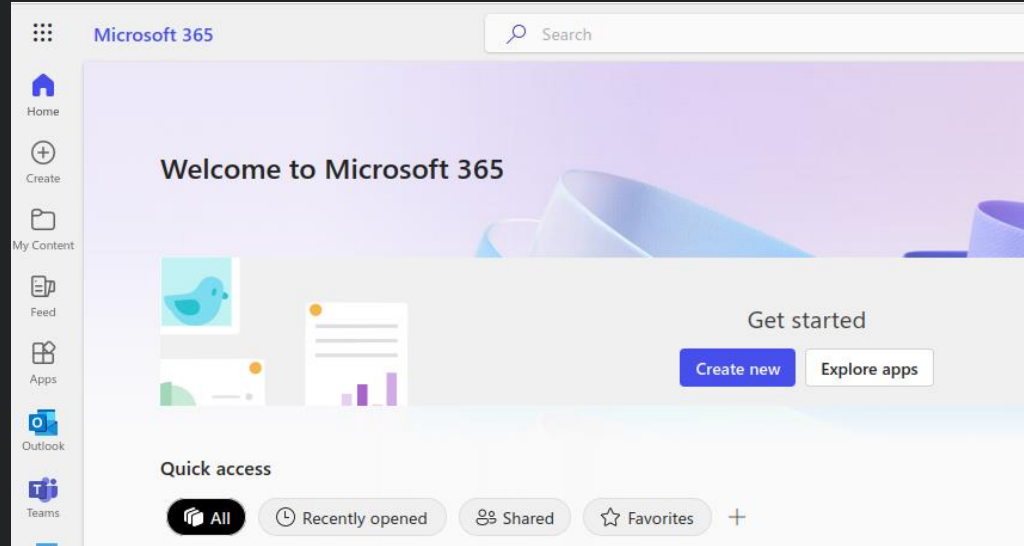 Microsoft 365
Search
Home
Create
My Content
Feed
Apps
Outlook
Teams
Welcome to Microsoft 365
Get started
Create new
Explore apps
Quick access
All
Recently opened
Shared
Favorites